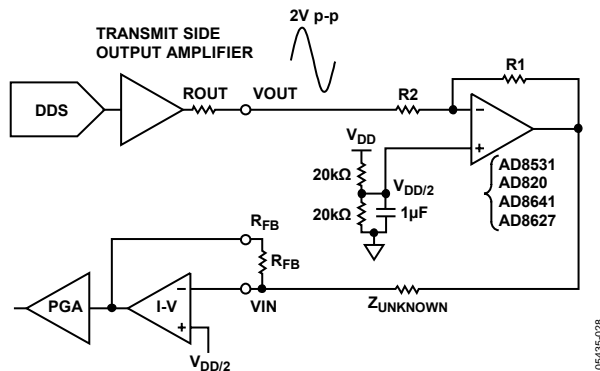 2V p-p
TRANSMIT SIDE
OUTPUT AMPLIFIER
R1
DDS
ROUT
VOUT
R2
−
+
VDD
20kΩ
VDD/2
20kΩ
1µF
AD8531
AD820
AD8641
AD8627
RFB
RFB
PGA
I-V
−
+
VIN
ZUNKNOWN
VDD/2
05435-028